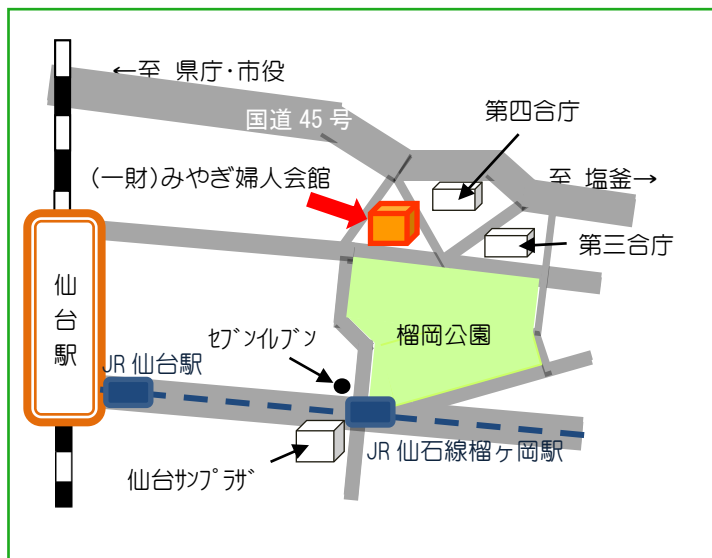 ←至 県庁・市役
国道 45 号
第四合庁
(一財)みやぎ婦人会館
至 塩釜→
第三合庁
仙台駅
榴岡公園
ｾﾌﾞﾝｲﾚﾌﾞﾝ
JR 仙台駅
JR 仙石線榴ヶ岡駅
仙台ｻﾝﾌﾟﾗｻﾞ